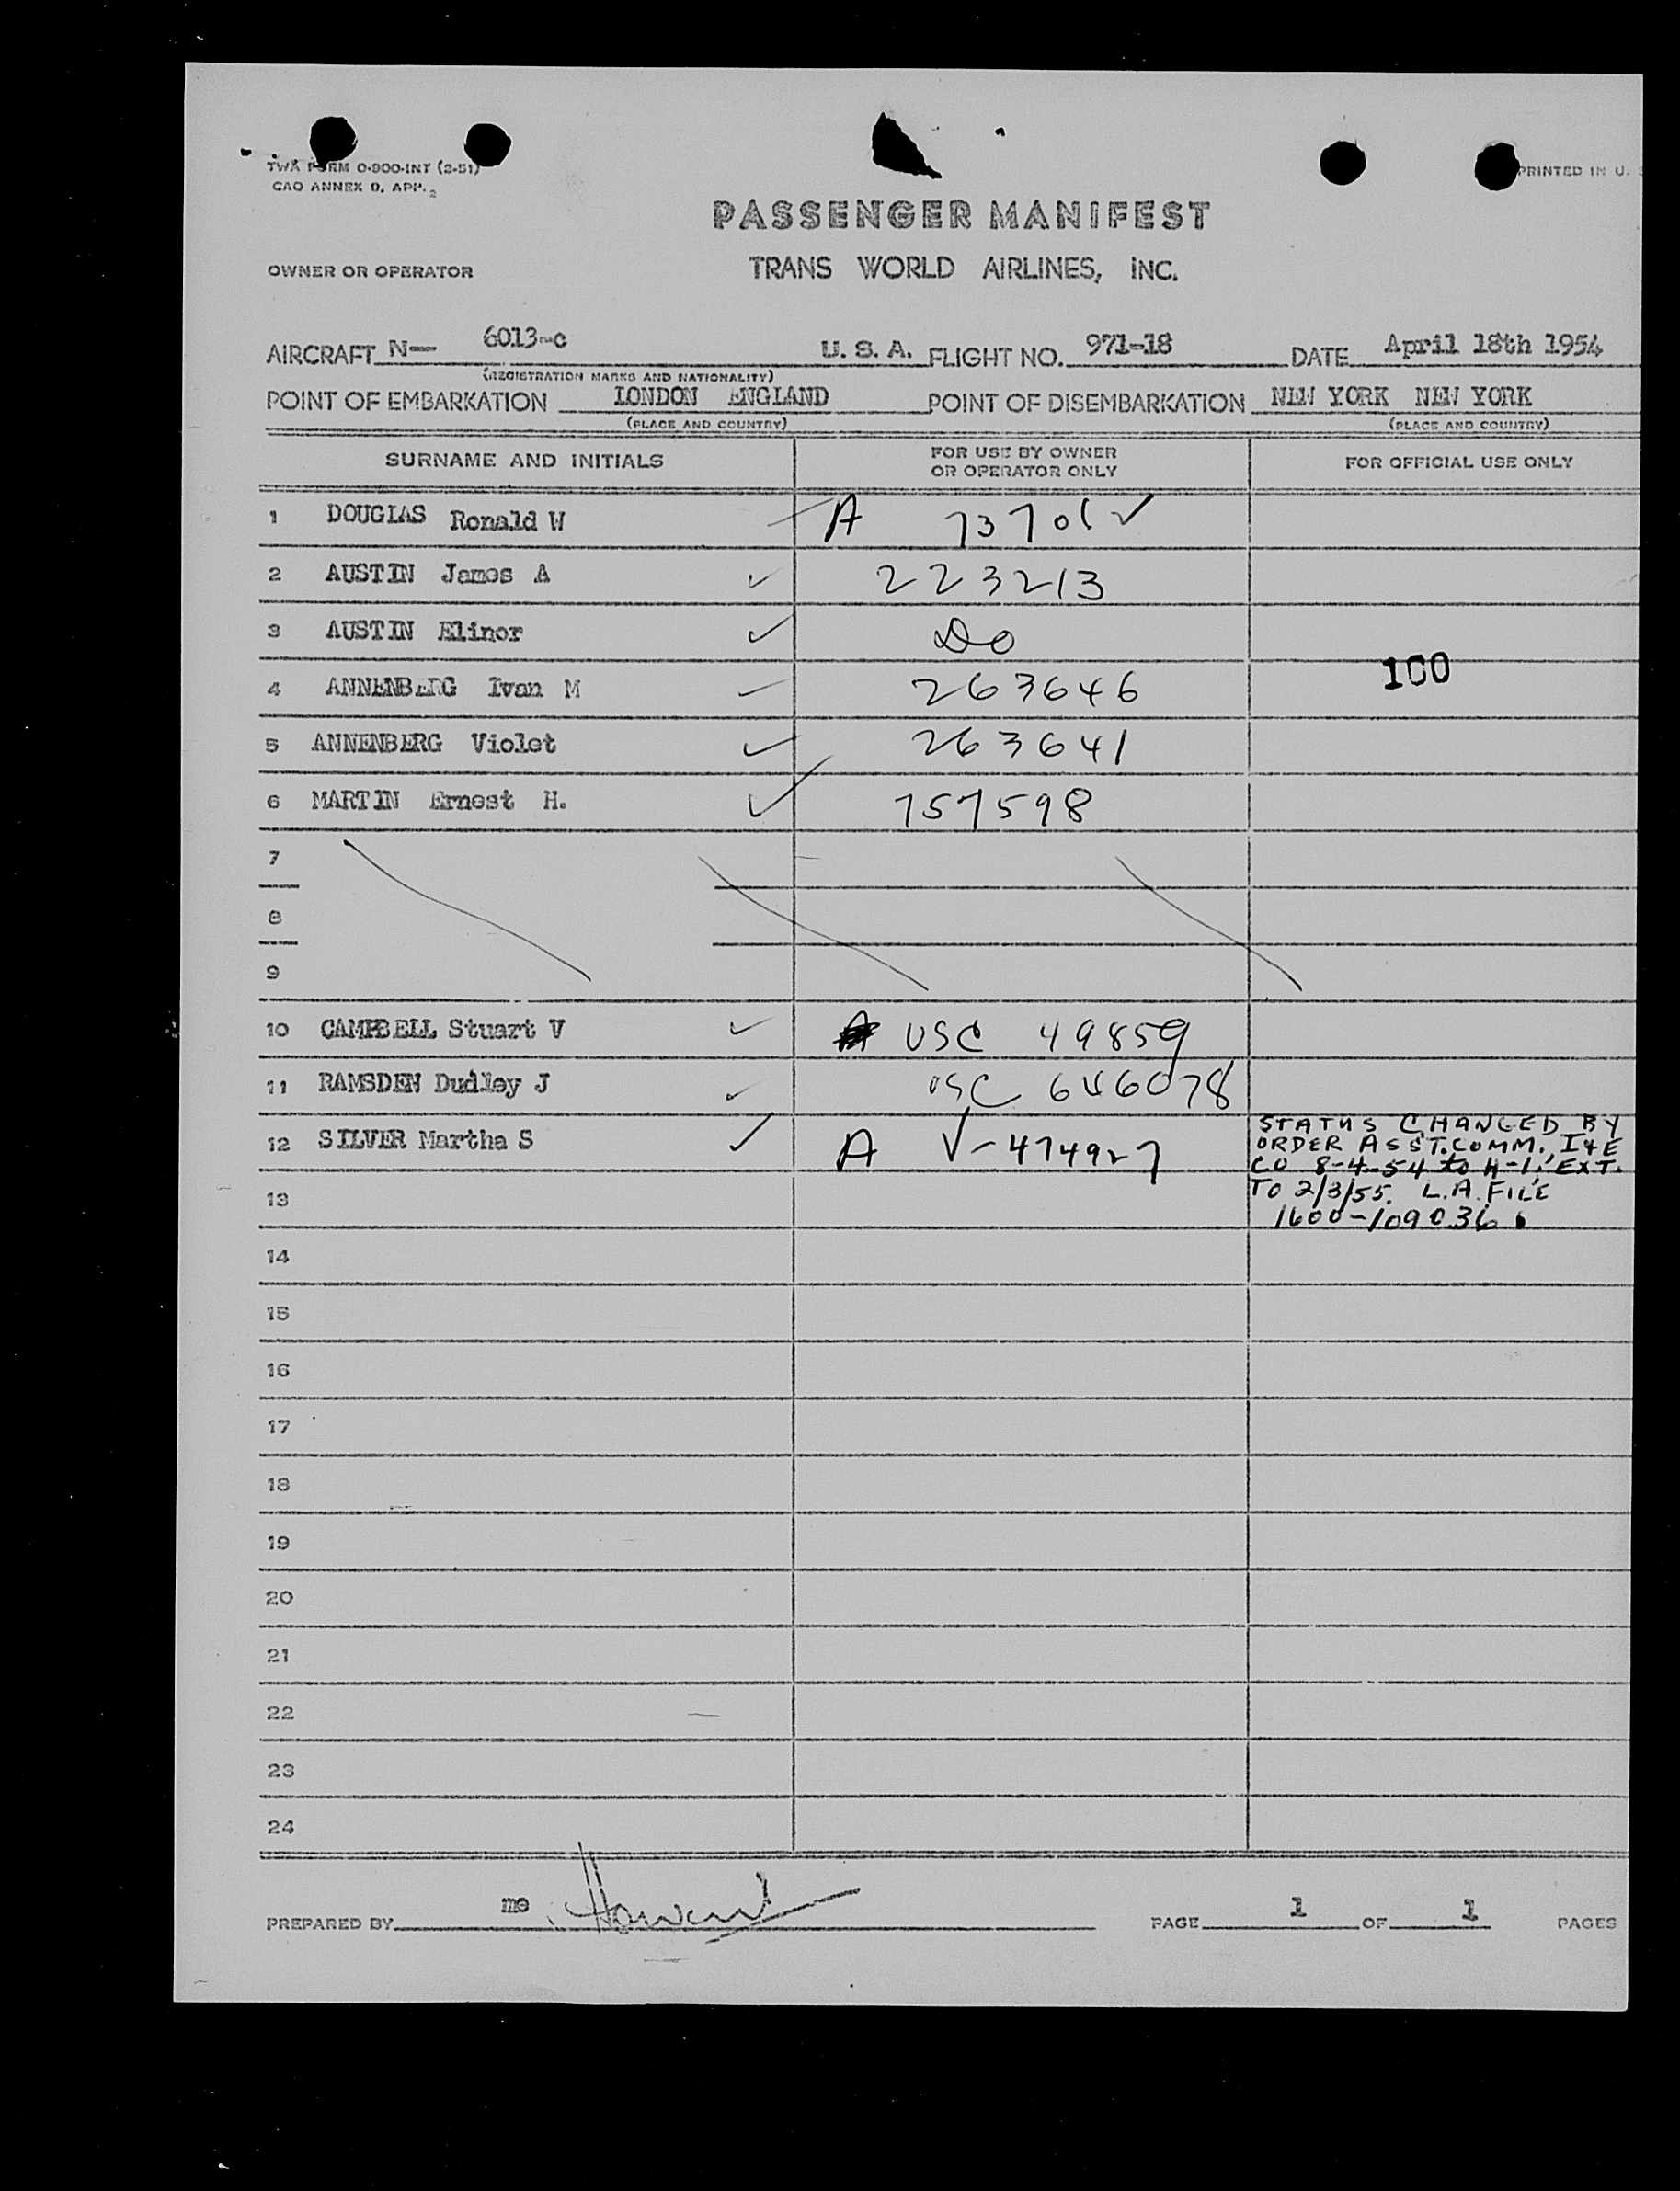 TWA FORM O-900-INT (2-51)
CAO ANNEX 9, APP. 2
PRINTED IN U.
PASSENGER MANIFEST
OWNER OR OPERATOR TRANS WORLD AIRLINES, INC.
AIRCRAFT N— 6013-c U. S. A. FLIGHT NO. 971-18 DATE April 18th 1954
(REGISTRATION MARKS AND NATIONALITY)
POINT OF EMBARKATION LONDON ENGLAND POINT OF DISEMBARKATION NEW YORK NEW YORK
(PLACE AND COUNTRY) (PLACE AND COUNTRY)
SURNAME AND INITIALS FOR USE BY OWNER OR OPERATOR ONLY FOR OFFICIAL USE ONLY
1 DOUGLAS Ronald W A 73701 ✓
2 AUSTIN James A ✓ 223213
3 AUSTIN Elinor ✓ Do
100
4 ANNENBERG Ivan M ✓ 263646
5 ANNENBERG Violet ✓ 263641
6 MARTIN Ernest H. ✓ 757598
7
8
9
10 CAMPBELL Stuart V ✓ USC 49859
11 RAMSDEN Dudley J ✓ USC 646078
12 SILVER Martha S ✓ A V-474927
STATUS CHANGED BY
ORDER ASST. COMM., I&E
CO 8-4-54 to H-1; EXT.
TO 2/3/55. L.A. FILE
1600-109036
13
14
15
16
17
18
19
20
21
22
23
24
PREPARED BY mo PAGE 1 OF 1 PAGES